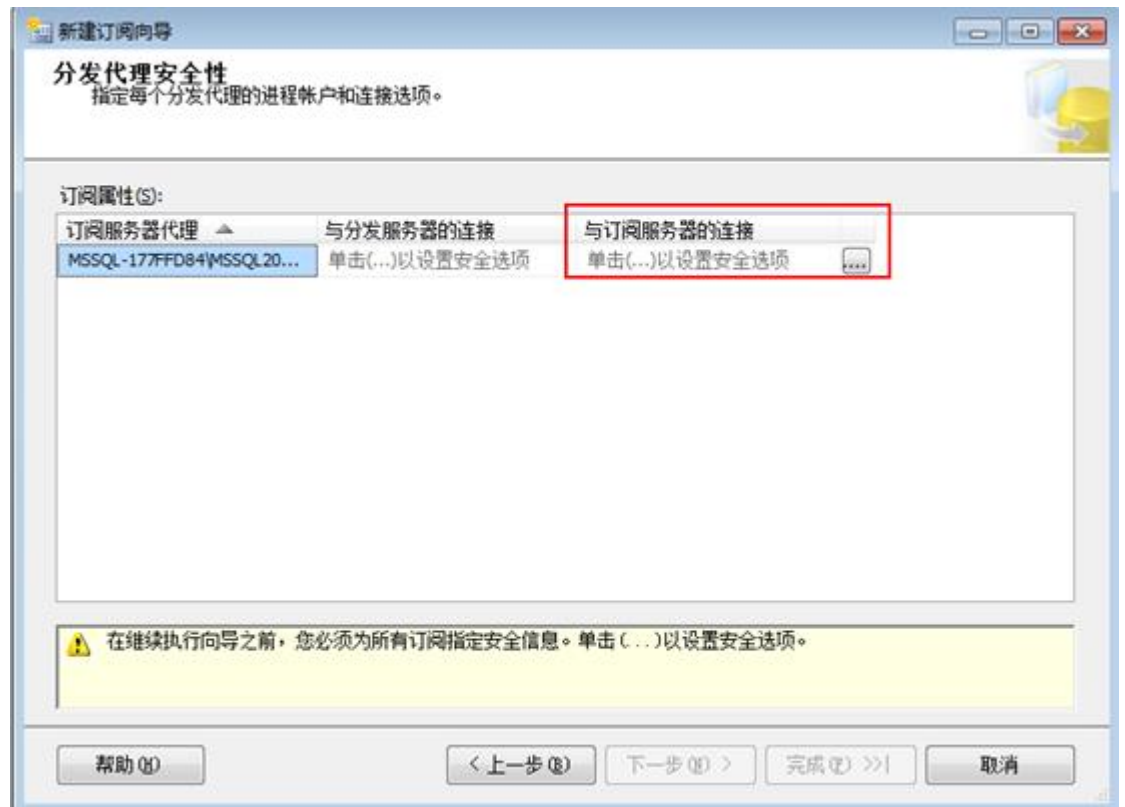 新建订阅向导
分发代理安全性
指定每个分发代理的进程帐户和连接选项。
订阅属性(S):
订阅服务器代理 与分发服务器的连接 与订阅服务器的连接
MSSQL-177FFD84\MSSQL20... 单击(...)以设置安全选项 单击(...)以设置安全选项 ....
在继续执行向导之前，您必须为所有订阅指定安全信息。单击(...)以设置安全选项。
帮助(H) <上一步(B) 下一步(N) > 完成(F) >>| 取消